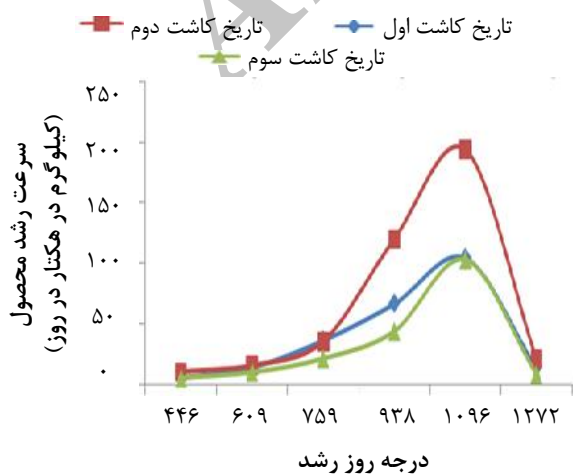 تاریخ کاشت اول تاریخ کاشت دوم
تاریخ کاشت سوم
۲۵۰
۲۰۰
۱۵۰
۱۰۰
۵۰
۰
سرعت رشد محصول
(کیلوگرم در هکتار در روز)
۴۴۶ ۶۰۹ ۷۵۹ ۹۳۸ ۱۰۹۶ ۱۲۷۲
درجه روز رشد